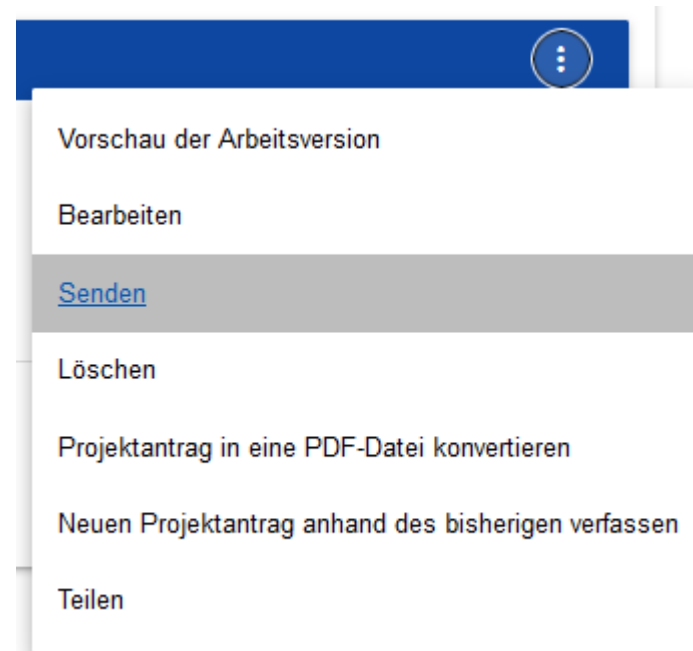 Vorschau der Arbeitsversion
Bearbeiten
Senden
Löschen
Projektantrag in eine PDF-Datei konvertieren
Neuen Projektantrag anhand des bisherigen verfassen
Teilen